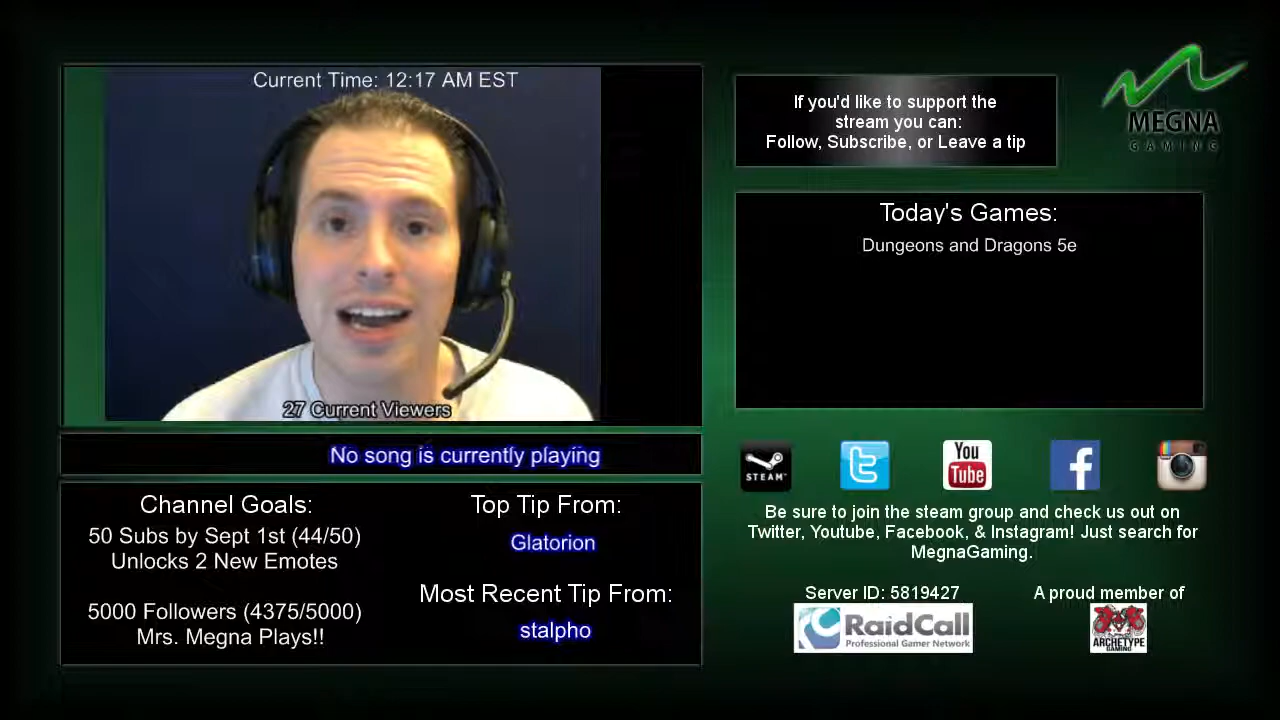 Current Time: 12:17 AM EST
27 Current Viewers
No song is currently playing
Channel Goals:
50 Subs by Sept 1st (44/50)
Unlocks 2 New Emotes
5000 Followers (4375/5000)
Mrs. Megna Plays!!
Top Tip From:
Glatorion
Most Recent Tip From:
stalpho
If you'd like to support the
stream you can:
Follow, Subscribe, or Leave a tip
MEGNA
GAMING
Today's Games:
Dungeons and Dragons 5e
STEAM
You
Tube
Be sure to join the steam group and check us out on
Twitter, Youtube, Facebook, & Instagram! Just search for
MegnaGaming.
Server ID: 5819427
RaidCall
Professional Gamer Network
A proud member of
ARCHETYPE
GAMING